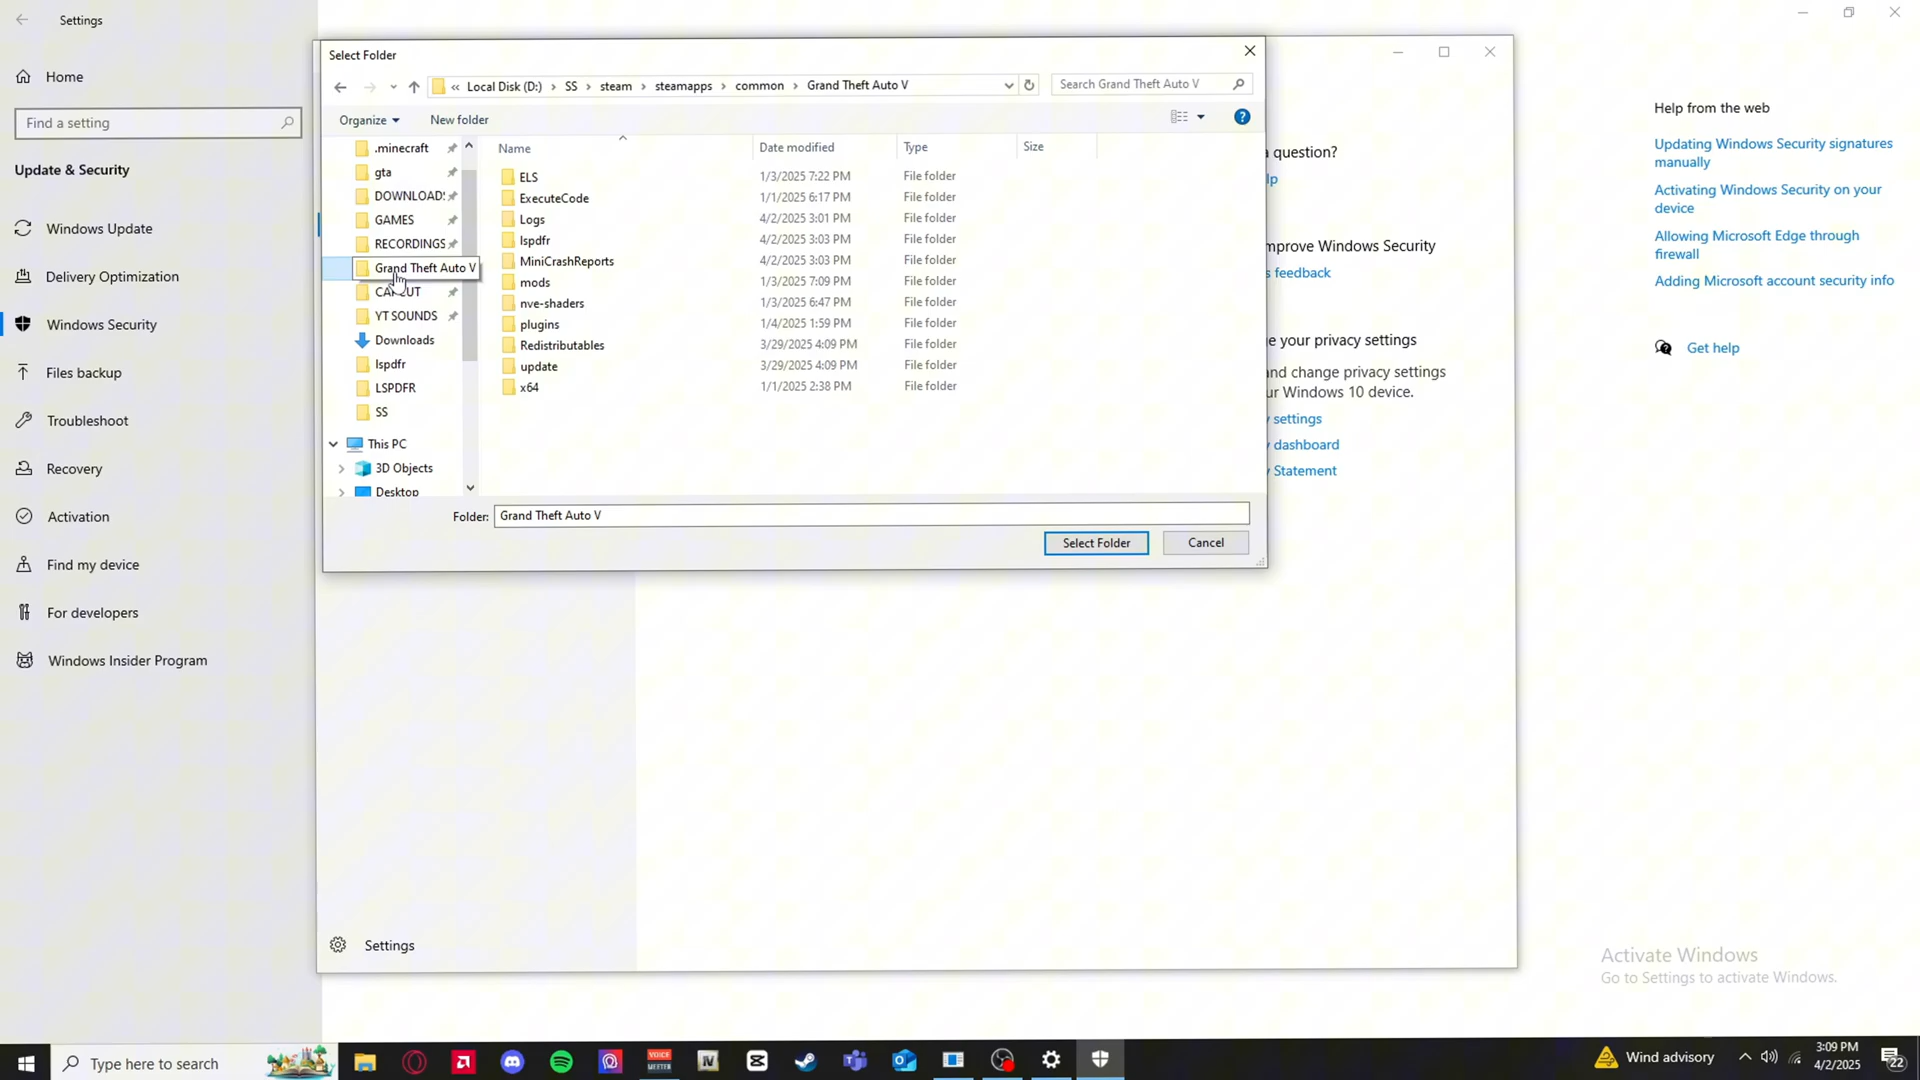 Settings
Home
Find a setting
Update & Security
Windows Update
Delivery Optimization
Windows Security
Files backup
Troubleshoot
Recovery
Activation
Find my device
For developers
Windows Insider Program
Select Folder
« Local Disk (D:) › SS › steam › steamapps › common › Grand Theft Auto V
Search Grand Theft Auto V
Organize
New folder
.minecraft
gta
DOWNLOADS
GAMES
RECORDINGS
Grand Theft Auto V
YT SOUNDS
Downloads
lspdfr
LSPDFR
SS
This PC
3D Objects
Desktop
Name Date modified Type Size
ELS 1/3/2025 7:22 PM File folder
ExecuteCode 1/1/2025 6:17 PM File folder
Logs 4/2/2025 3:01 PM File folder
lspdfr 4/2/2025 3:03 PM File folder
MiniCrashReports 4/2/2025 3:03 PM File folder
mods 1/3/2025 7:09 PM File folder
nve-shaders 1/3/2025 6:47 PM File folder
plugins 1/4/2025 1:59 PM File folder
Redistributables 3/29/2025 4:09 PM File folder
update 3/29/2025 4:09 PM File folder
x64 1/1/2025 2:38 PM File folder
Folder: Grand Theft Auto V
Select Folder
Cancel
a question?
lp
mprove Windows Security
s feedback
e your privacy settings
and change privacy settings
ur Windows 10 device.
y settings
y dashboard
y Statement
Settings
Help from the web
Updating Windows Security signatures
manually
Activating Windows Security on your
device
Allowing Microsoft Edge through
firewall
Adding Microsoft account security info
Get help
Activate Windows
Go to Settings to activate Windows.
Type here to search
VOICE
MEETER
IV
Wind advisory
3:09 PM
4/2/2025
22